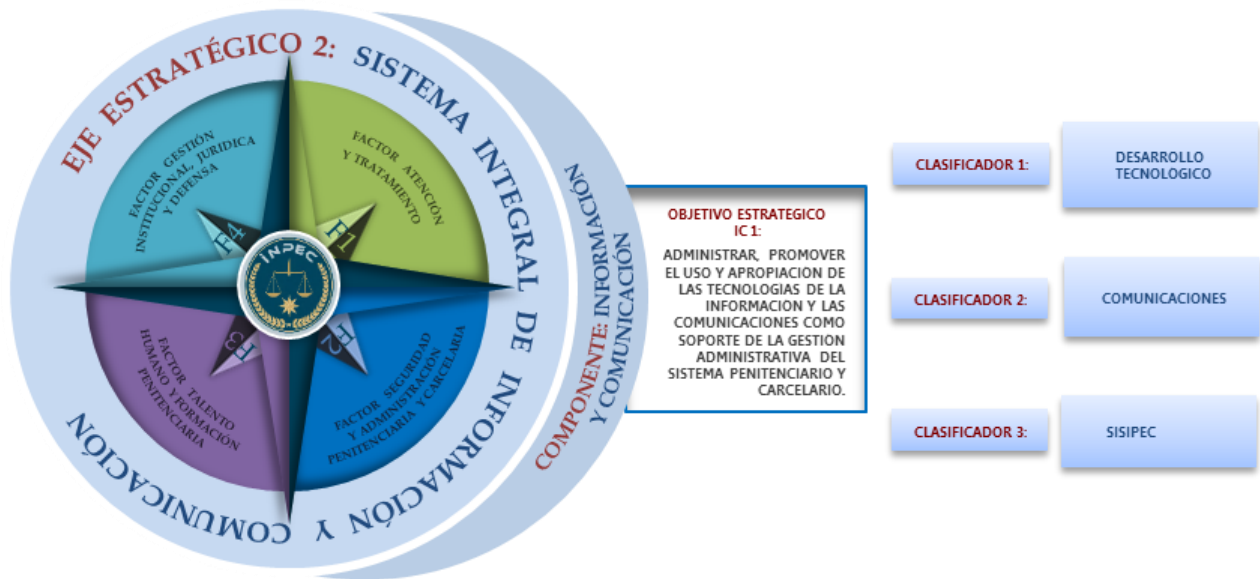 EJE ESTRATÉGICO 2: SISTEMA INTEGRAL DE INFORMACIÓN Y COMUNICACIÓN
FACTOR GESTIÓN
INSTITUCIONAL, JURIDICA
Y DEFENSA
F4
FACTOR ATENCIÓN
Y TRATAMIENTO
F1
INPEC
FACTOR TALENTO
HUMANO Y FORMACIÓN
PENITENCIARIA
F3
FACTOR SEGURIDAD
Y ADMINISTRACIÓN
PENITENCIARIA Y CARCELARIA
F2
COMPONENTE: INFORMACIÓN
Y COMUNICACIÓN
OBJETIVO ESTRATEGICO
IC 1:
ADMINISTRAR, PROMOVER
EL USO Y APROPIACION DE
LAS TECNOLOGIAS DE LA
INFORMACION Y LAS
COMUNICACIONES COMO
SOPORTE DE LA GESTION
ADMINISTRATIVA DEL
SISTEMA PENITENCIARIO Y
CARCELARIO.
CLASIFICADOR 1:
DESARROLLO
TECNOLOGICO
CLASIFICADOR 2:
COMUNICACIONES
CLASIFICADOR 3:
SISIPEC